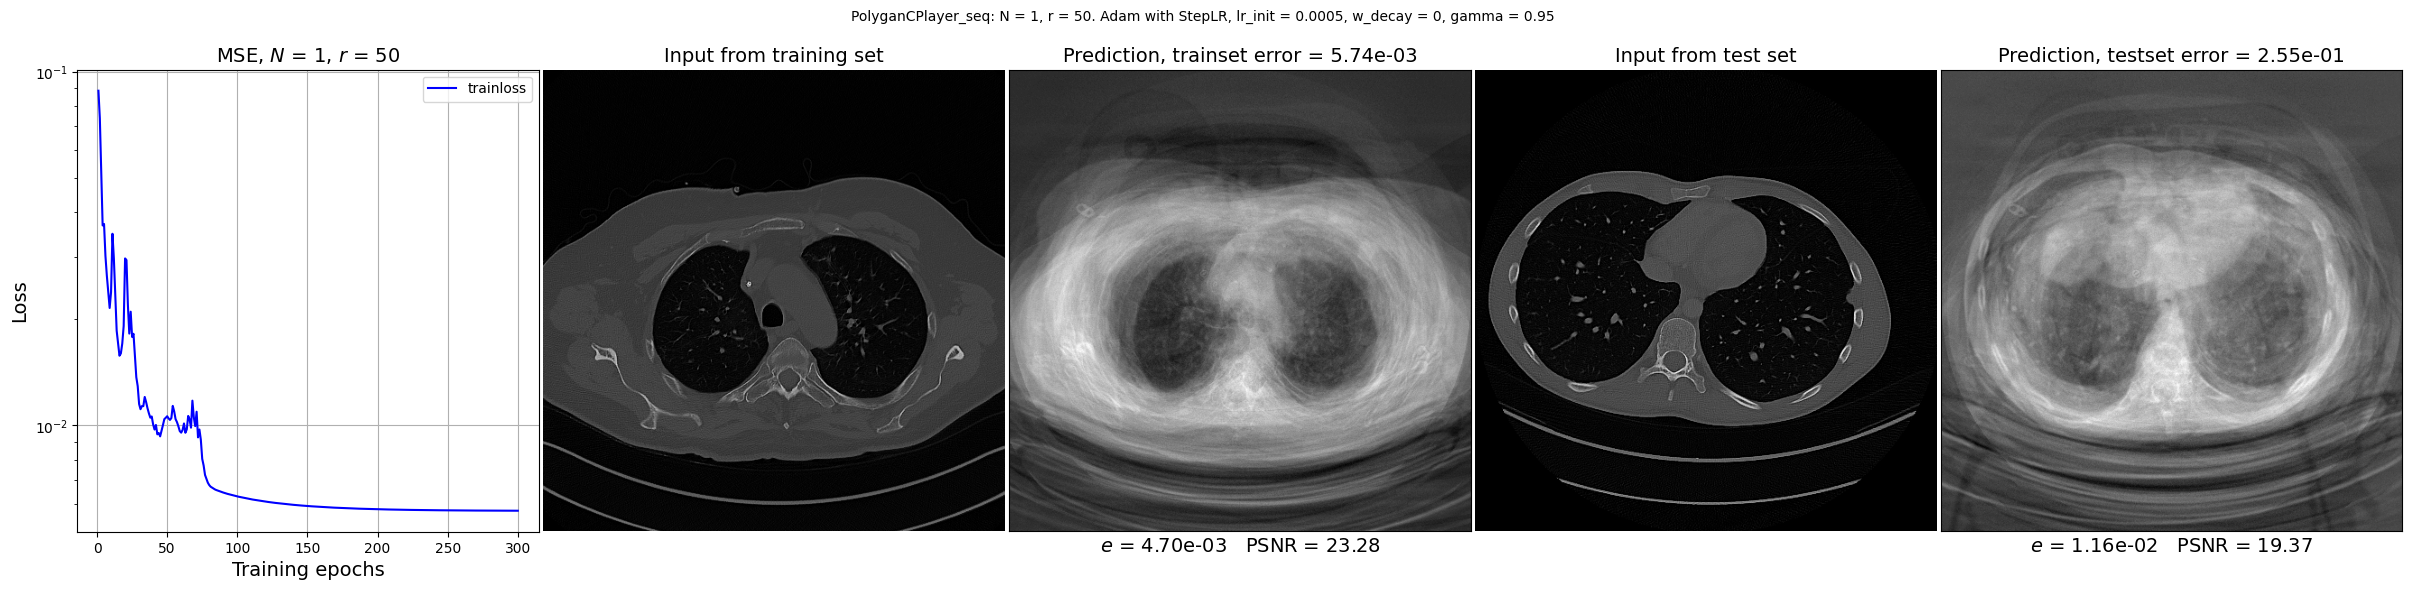 PolyganCPlayer_seq: N = 1, r = 50. Adam with StepLR, lr_init = 0.0005, w_decay = 0, gamma = 0.95
MSE, N = 1, r = 50
Input from training set
Prediction, trainset error = 5.74e-03
Input from test set
Prediction, testset error = 2.55e-01
trainloss
10⁻¹
10⁻²
Loss
0 50 100 150 200 250 300
Training epochs
e = 4.70e-03 PSNR = 23.28
e = 1.16e-02 PSNR = 19.37